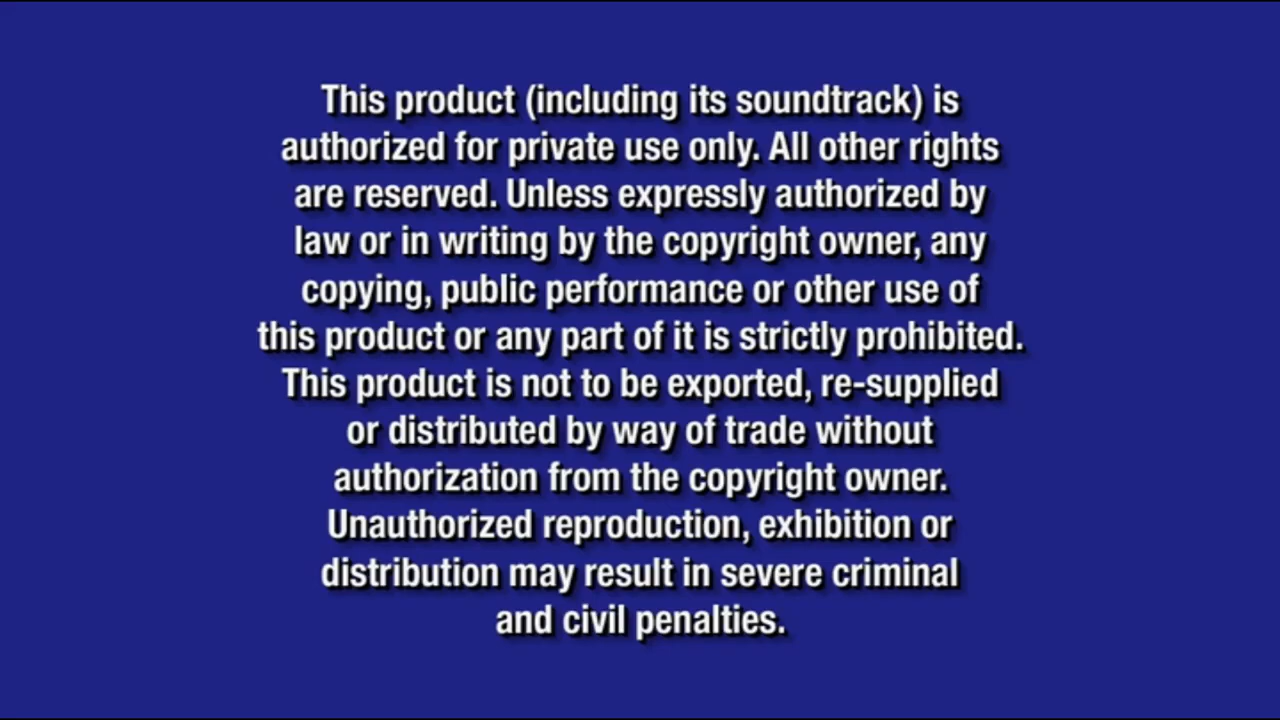 This product (including its soundtrack) is
authorized for private use only. All other rights
are reserved. Unless expressly authorized by
law or in writing by the copyright owner, any
copying, public performance or other use of
this product or any part of it is strictly prohibited.
This product is not to be exported, re-supplied
or distributed by way of trade without
authorization from the copyright owner.
Unauthorized reproduction, exhibition or
distribution may result in severe criminal
and civil penalties.